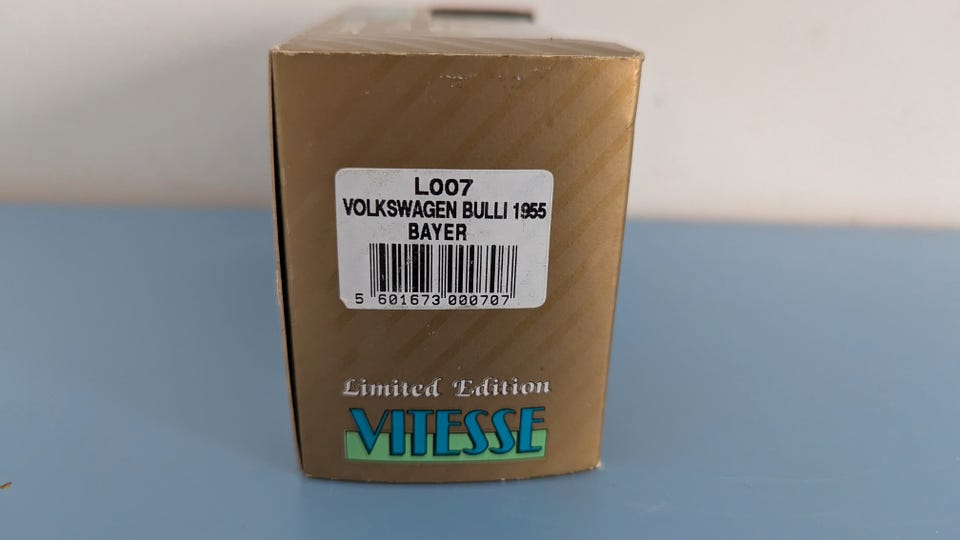 L007
VOLKSWAGEN BULLI 1955
BAYER
5 601673 000707
Limited Edition
VITESSE